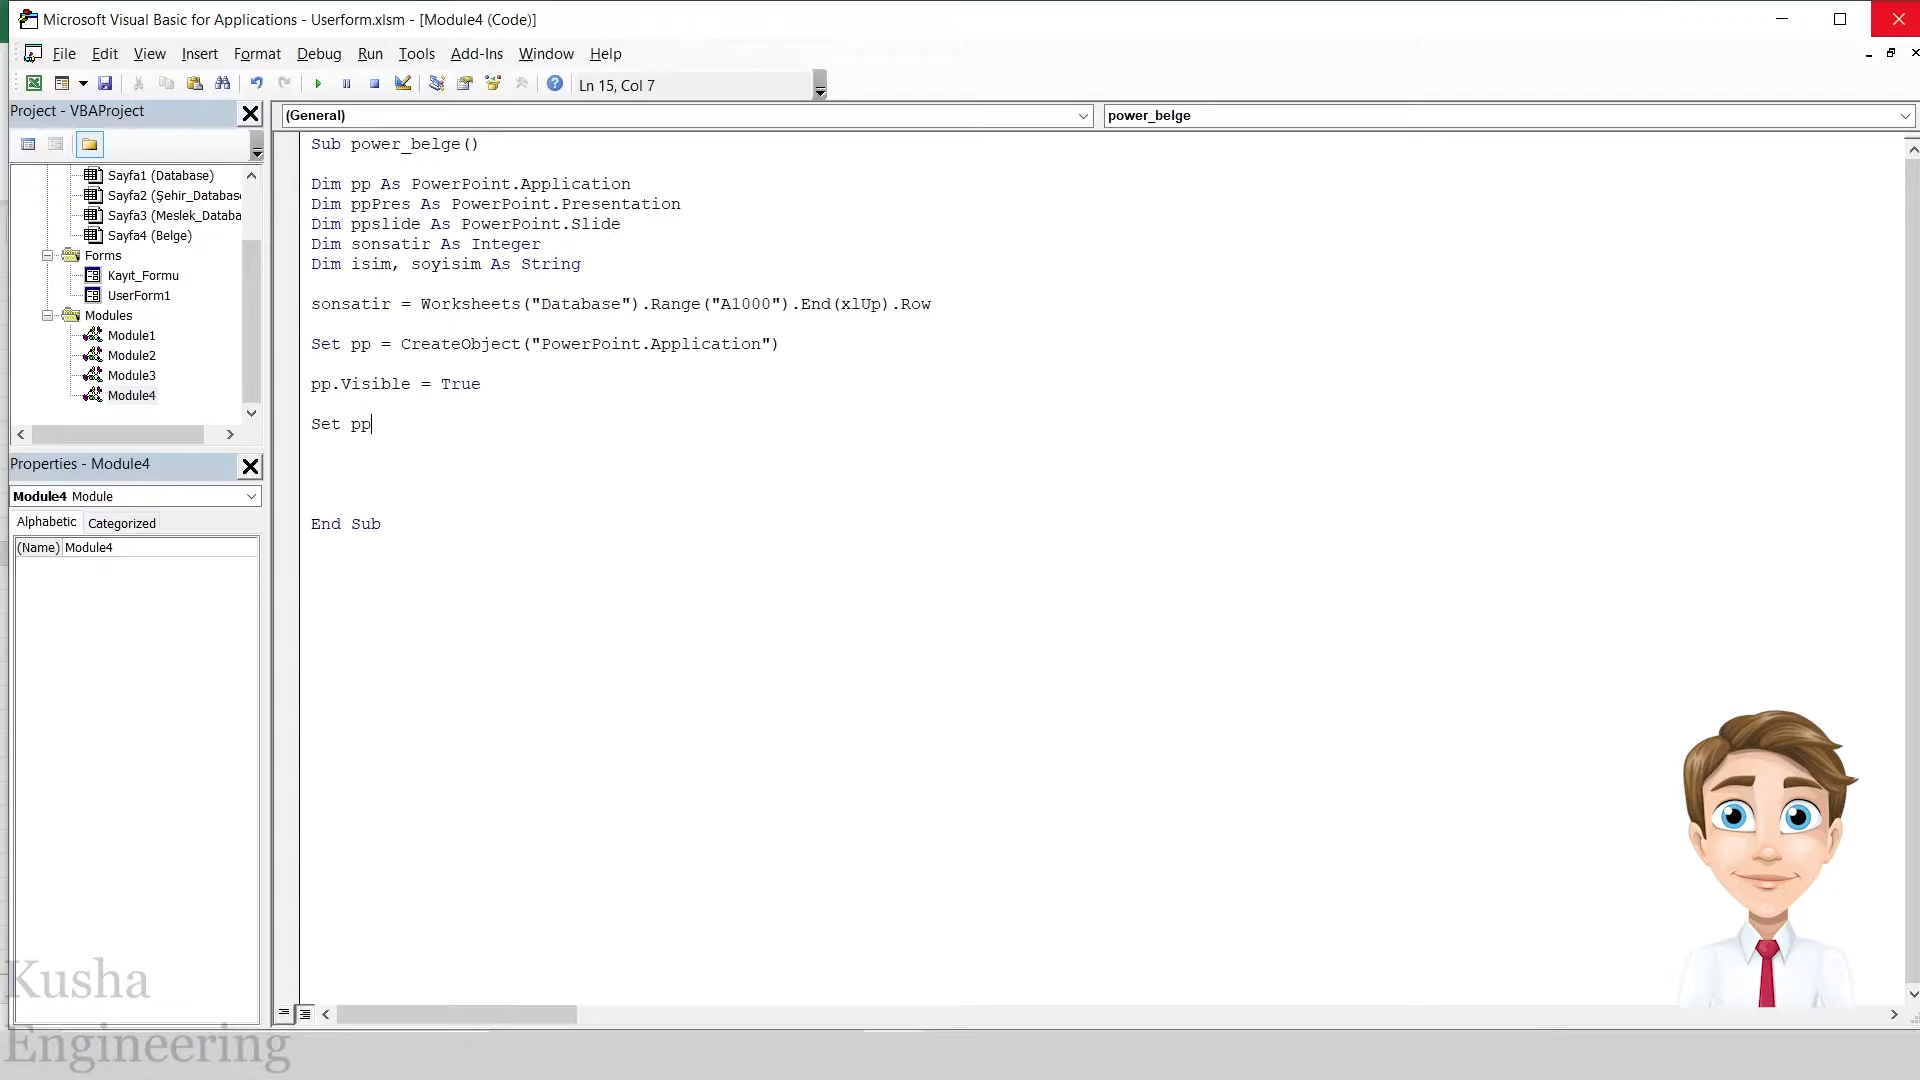 Microsoft Visual Basic for Applications - Userform.xlsm - [Module4 (Code)]
File Edit View Insert Format Debug Run Tools Add-Ins Window Help
Ln 15, Col 7
Project - VBAProject
(General)
power_belge
Sayfa1 (Database)
Sayfa2 (Şehir_Databas
Sayfa3 (Meslek_Databa
Sayfa4 (Belge)
Forms
Kayıt_Formu
UserForm1
Modules
Module1
Module2
Module3
Module4
Properties - Module4
Module4 Module
Alphabetic Categorized
(Name) Module4
Sub power_belge()
Dim pp As PowerPoint.Application
Dim ppPres As PowerPoint.Presentation
Dim ppslide As PowerPoint.Slide
Dim sonsatir As Integer
Dim isim, soyisim As String
sonsatir = Worksheets("Database").Range("A1000").End(xlUp).Row
Set pp = CreateObject("PowerPoint.Application")
pp.Visible = True
Set pp
End Sub
Kusha
Engineering